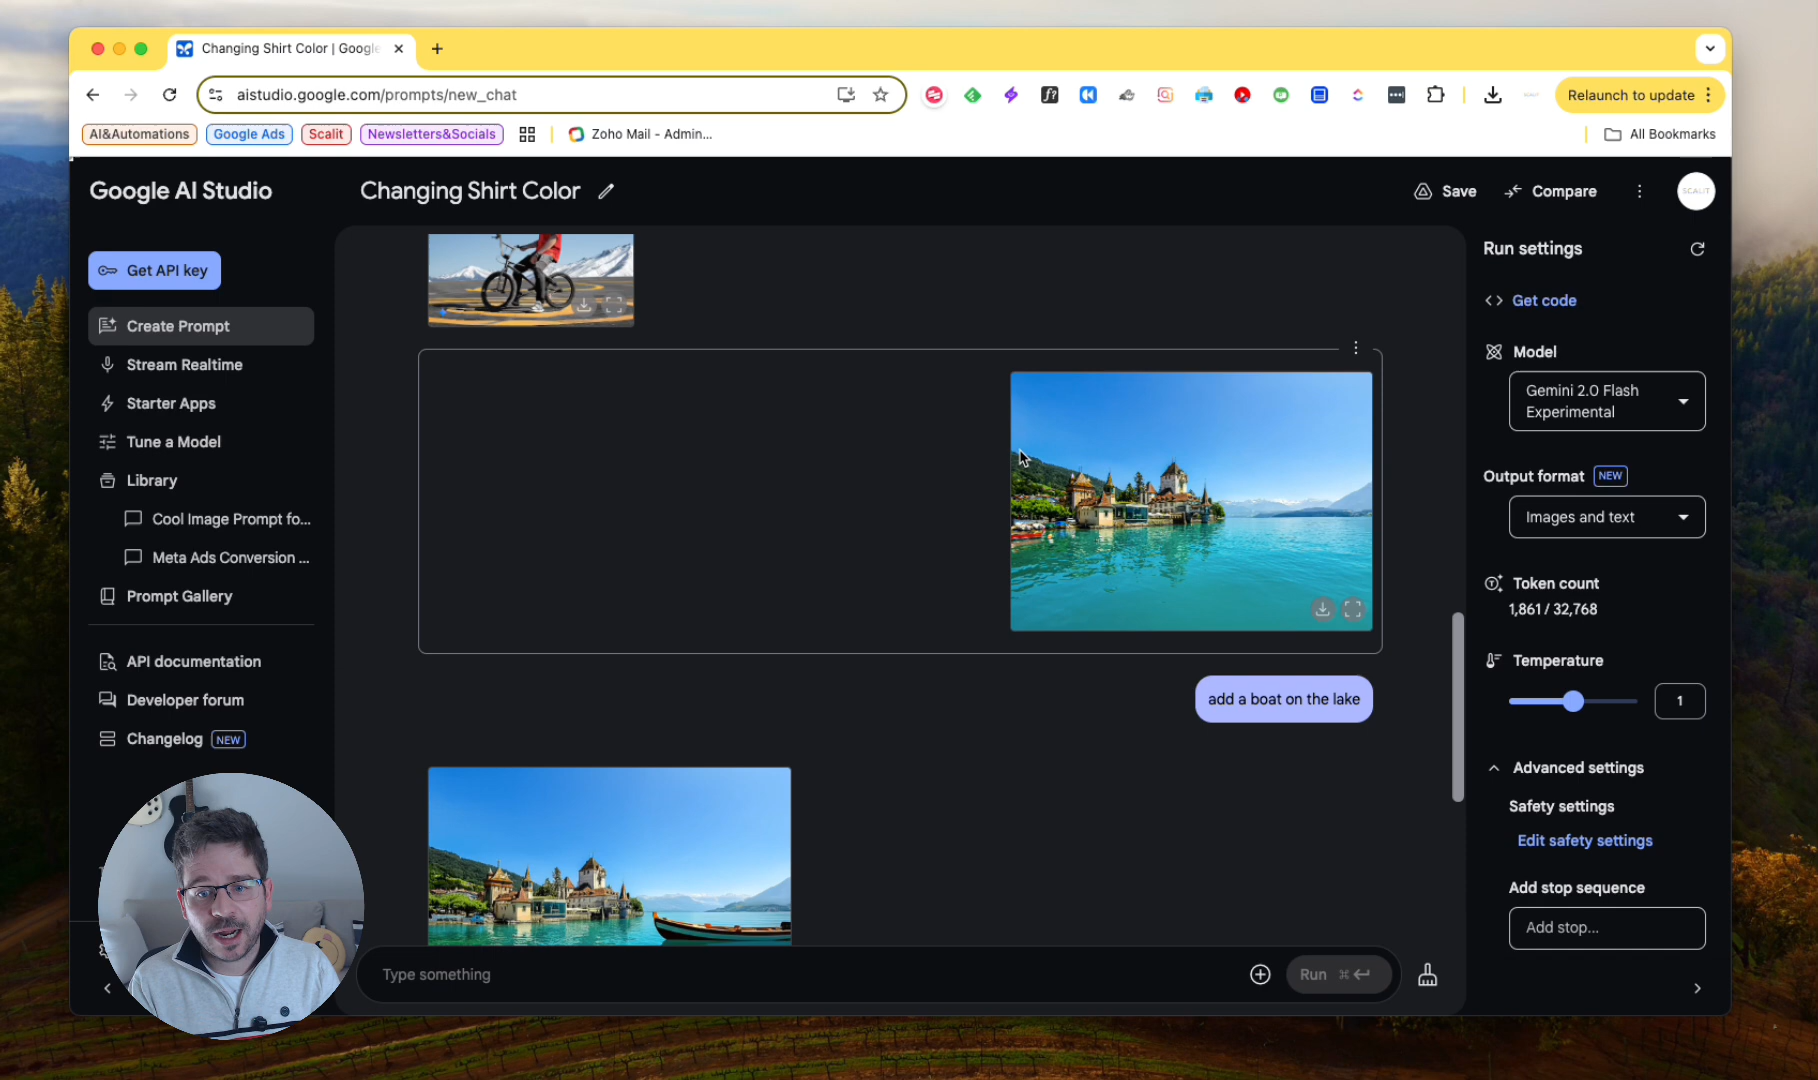 Changing Shirt Color | Google
aistudio.google.com/prompts/new_chat
Relaunch to update
AI&Automations
Google Ads
Scalit
Newsletters&Socials
Zoho Mail - Admin...
All Bookmarks
Google AI Studio
Changing Shirt Color
Save
Compare
SCALIT
Get API key
Create Prompt
Stream Realtime
Starter Apps
Tune a Model
Library
Cool Image Prompt fo...
Meta Ads Conversion ...
Prompt Gallery
API documentation
Developer forum
Changelog NEW
add a boat on the lake
Type something
Run ⌘
Run settings
Get code
Model
Gemini 2.0 Flash
Experimental
Output format NEW
Images and text
Token count
1,861 / 32,768
Temperature
1
Advanced settings
Safety settings
Edit safety settings
Add stop sequence
Add stop...